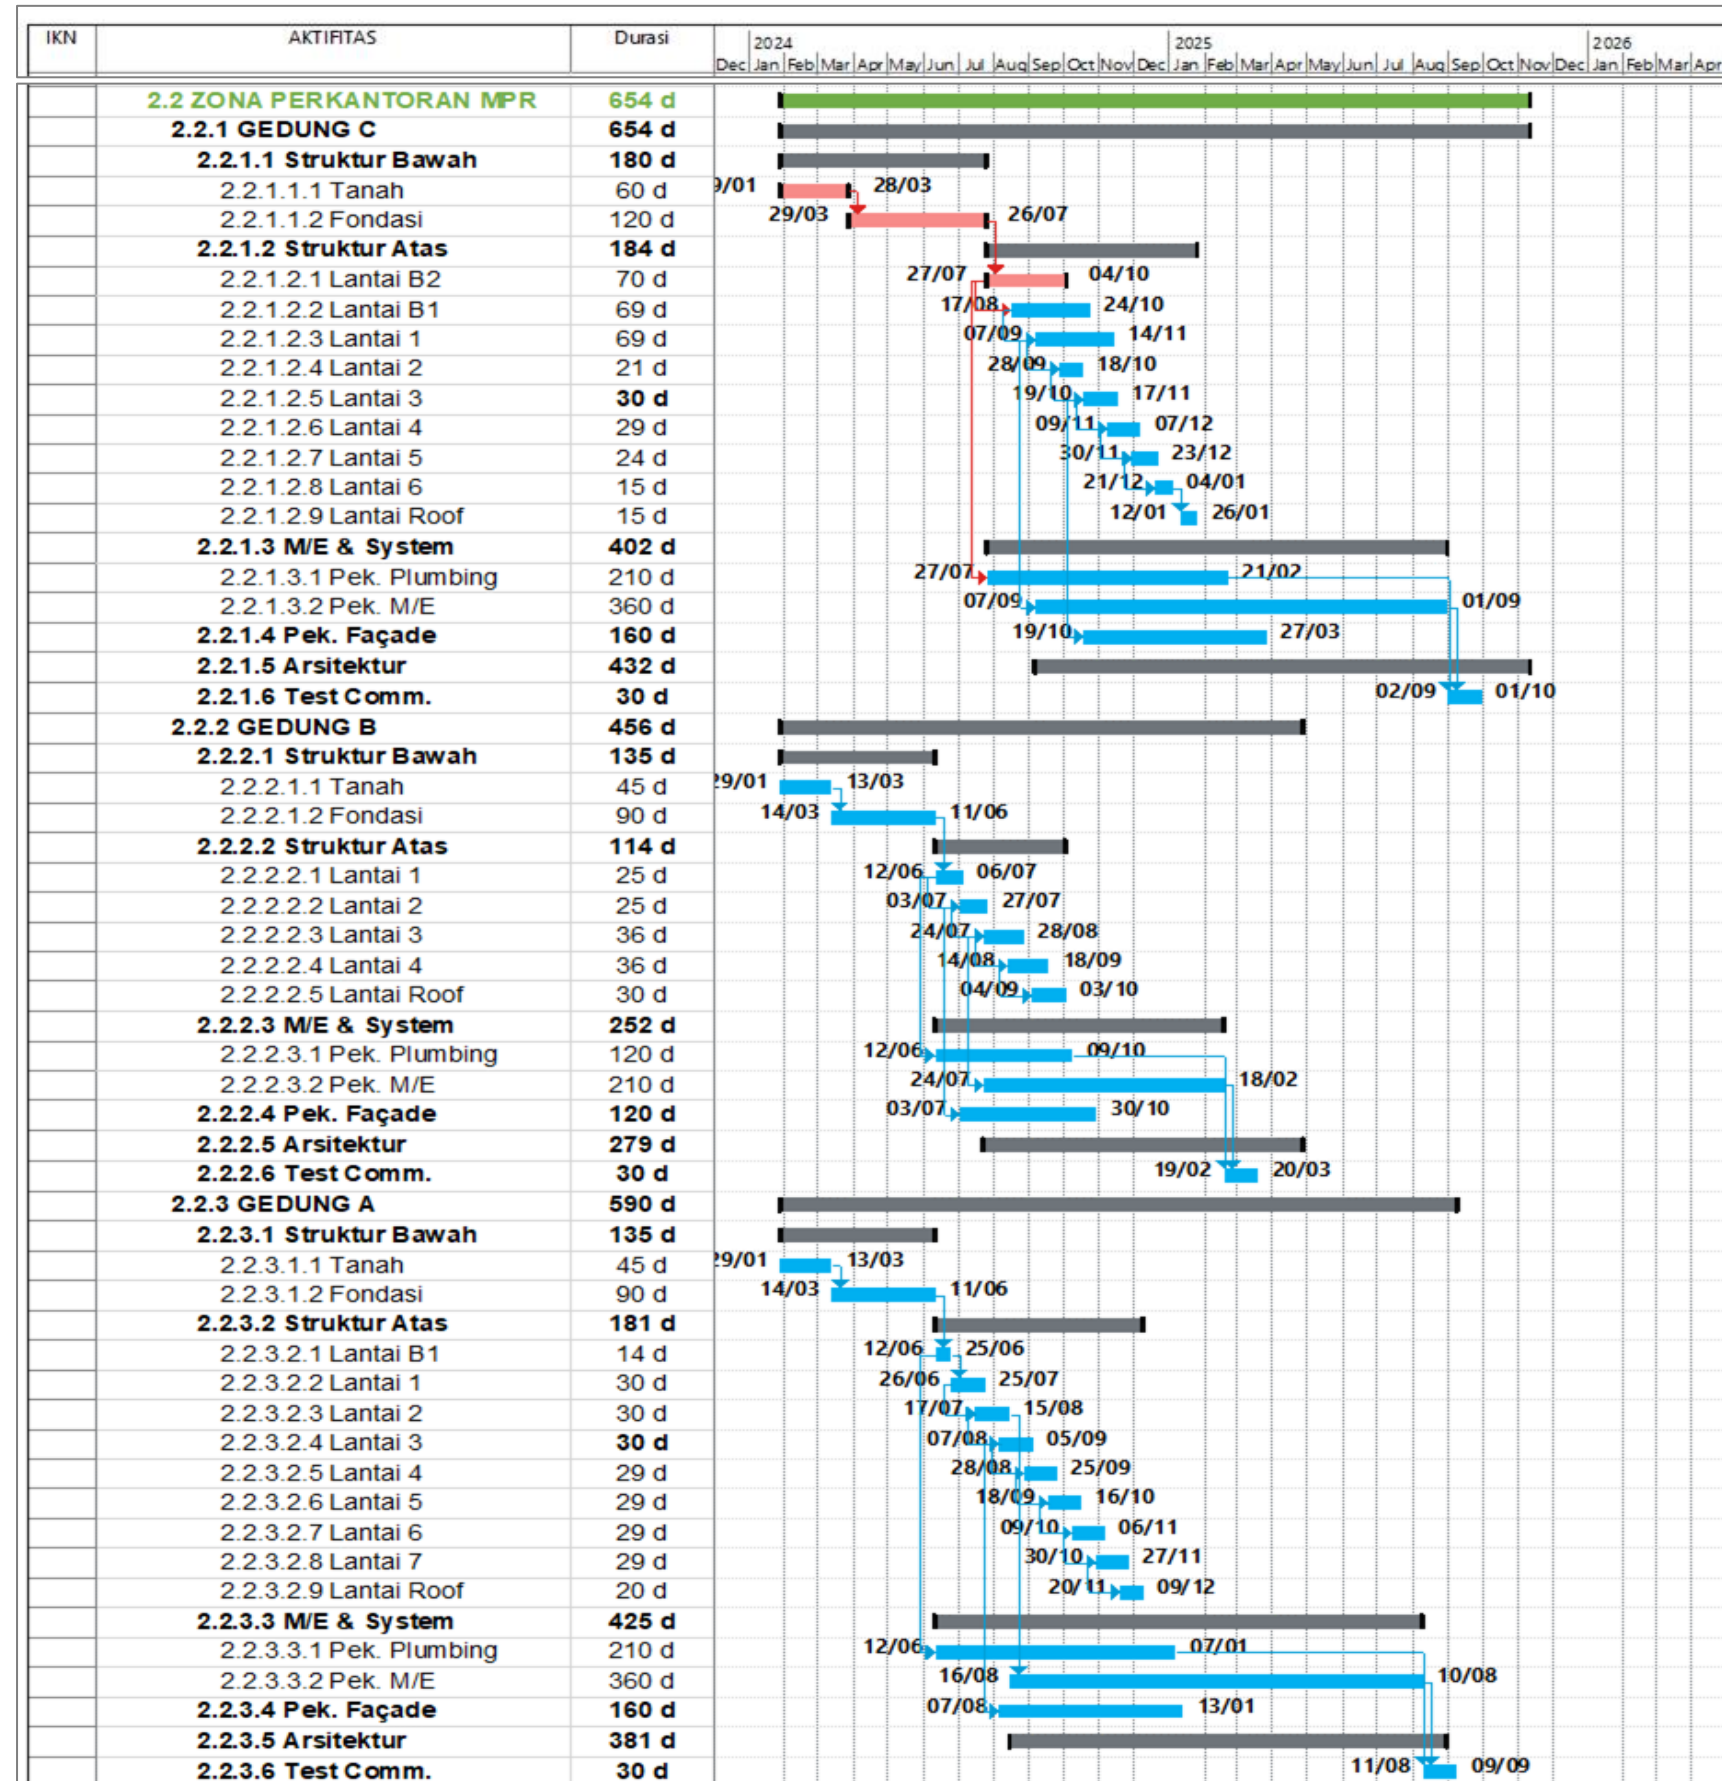 IKN AKTIFITAS Durasi 2024 2025 2026
Dec Jan Feb Mar Apr May Jun Jul Aug Sep Oct Nov Dec Jan Feb Mar Apr May Jun Jul Aug Sep Oct Nov Dec Jan Feb Mar Apr
2.2 ZONA PERKANTORAN MPR 654 d
2.2.1 GEDUNG C 654 d
2.2.1.1 Struktur Bawah 180 d
2.2.1.1.1 Tanah 60 d 9/01 28/03
2.2.1.1.2 Fondasi 120 d 29/03 26/07
2.2.1.2 Struktur Atas 184 d
2.2.1.2.1 Lantai B2 70 d 27/07 04/10
2.2.1.2.2 Lantai B1 69 d 17/08 24/10
2.2.1.2.3 Lantai 1 69 d 07/09 14/11
2.2.1.2.4 Lantai 2 21 d 28/09 18/10
2.2.1.2.5 Lantai 3 30 d 19/10 17/11
2.2.1.2.6 Lantai 4 29 d 09/11 07/12
2.2.1.2.7 Lantai 5 24 d 30/11 23/12
2.2.1.2.8 Lantai 6 15 d 21/12 04/01
2.2.1.2.9 Lantai Roof 15 d 12/01 26/01
2.2.1.3 M/E & System 402 d
2.2.1.3.1 Pek. Plumbing 210 d 27/07 21/02
2.2.1.3.2 Pek. M/E 360 d 07/09 01/09
2.2.1.4 Pek. Façade 160 d 19/10 27/03
2.2.1.5 Arsitektur 432 d
2.2.1.6 Test Comm. 30 d 02/09 01/10
2.2.2 GEDUNG B 456 d
2.2.2.1 Struktur Bawah 135 d
2.2.2.1.1 Tanah 45 d 29/01 13/03
2.2.2.1.2 Fondasi 90 d 14/03 11/06
2.2.2.2 Struktur Atas 114 d
2.2.2.2.1 Lantai 1 25 d 12/06 06/07
2.2.2.2.2 Lantai 2 25 d 03/07 27/07
2.2.2.2.3 Lantai 3 36 d 24/07 28/08
2.2.2.2.4 Lantai 4 36 d 14/08 18/09
2.2.2.2.5 Lantai Roof 30 d 04/09 03/10
2.2.2.3 M/E & System 252 d
2.2.2.3.1 Pek. Plumbing 120 d 12/06 09/10
2.2.2.3.2 Pek. M/E 210 d 24/07 18/02
2.2.2.4 Pek. Façade 120 d 03/07 30/10
2.2.2.5 Arsitektur 279 d
2.2.2.6 Test Comm. 30 d 19/02 20/03
2.2.3 GEDUNG A 590 d
2.2.3.1 Struktur Bawah 135 d
2.2.3.1.1 Tanah 45 d 29/01 13/03
2.2.3.1.2 Fondasi 90 d 14/03 11/06
2.2.3.2 Struktur Atas 181 d
2.2.3.2.1 Lantai B1 14 d 12/06 25/06
2.2.3.2.2 Lantai 1 30 d 26/06 25/07
2.2.3.2.3 Lantai 2 30 d 17/07 15/08
2.2.3.2.4 Lantai 3 30 d 07/08 05/09
2.2.3.2.5 Lantai 4 29 d 28/08 25/09
2.2.3.2.6 Lantai 5 29 d 18/09 16/10
2.2.3.2.7 Lantai 6 29 d 09/10 06/11
2.2.3.2.8 Lantai 7 29 d 30/10 27/11
2.2.3.2.9 Lantai Roof 20 d 20/11 09/12
2.2.3.3 M/E & System 425 d
2.2.3.3.1 Pek. Plumbing 210 d 12/06 07/01
2.2.3.3.2 Pek. M/E 360 d 16/08 10/08
2.2.3.4 Pek. Façade 160 d 07/08 13/01
2.2.3.5 Arsitektur 381 d
2.2.3.6 Test Comm. 30 d 11/08 09/09